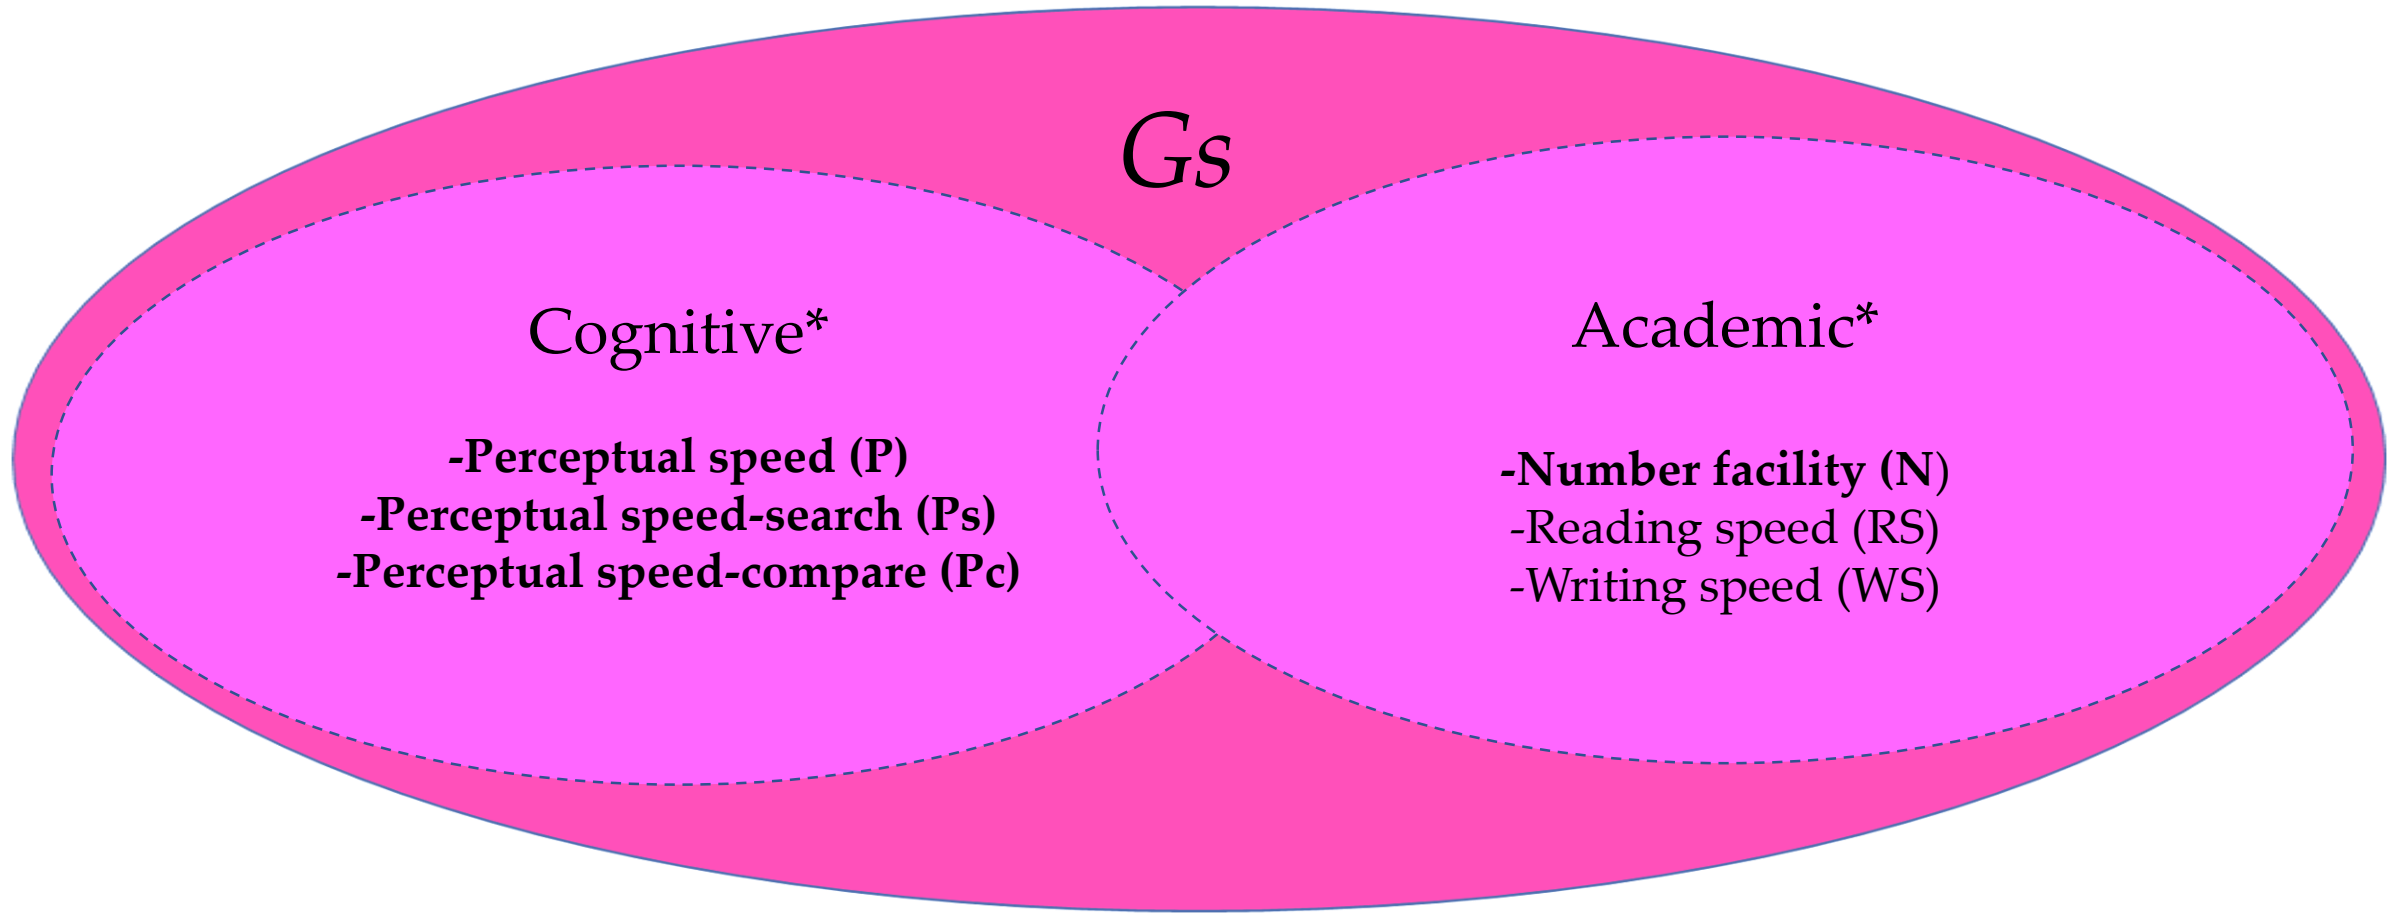 Gs
Cognitive*
-Perceptual speed (P)
-Perceptual speed-search (Ps)
-Perceptual speed-compare (Pc)
Academic*
-Number facility (N)
-Reading speed (RS)
-Writing speed (WS)